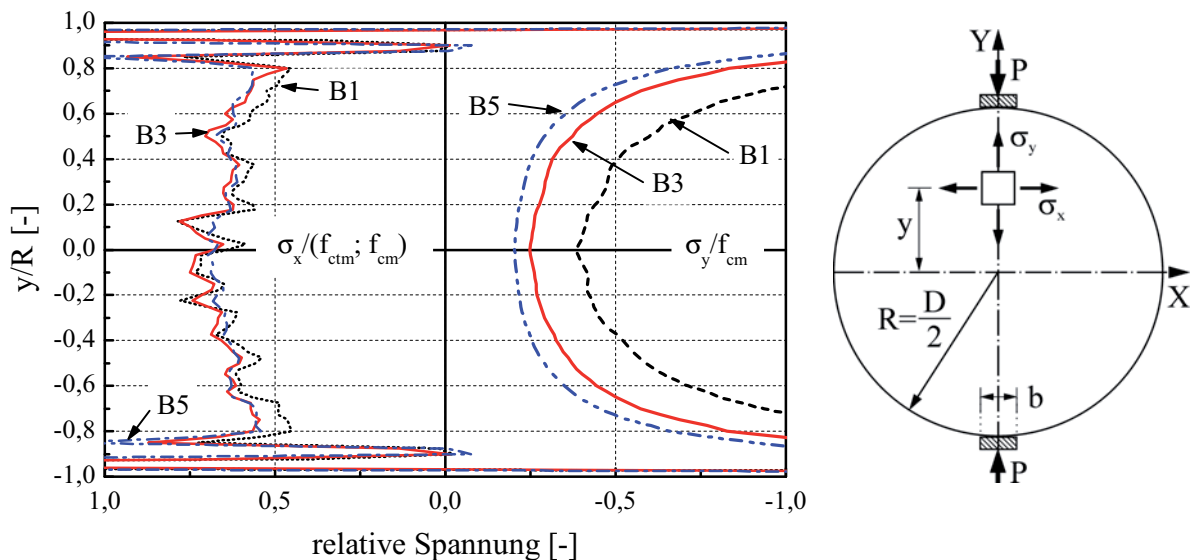 1,0
0,8
0,6
0,4
0,2
0,0
-0,2
-0,4
-0,6
-0,8
-1,0
y/R [-]
B1
B3
B5
σx/(fctm; fcm)
B5
B3
B1
σy/fcm
1,0
0,5
0,0
-0,5
-1,0
relative Spannung [-]
Y
P
σy
σx
y
X
R=D/2
b
P